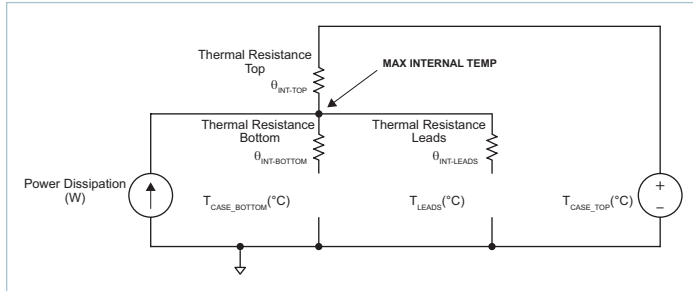 Thermal Resistance
Top
θINT-TOP
MAX INTERNAL TEMP
Thermal Resistance
Bottom
θINT-BOTTOM
Thermal Resistance
Leads
θINT-LEADS
Power Dissipation
(W)
TCASE_BOTTOM(°C)
TLEADS(°C)
TCASE_TOP(°C)
+
–